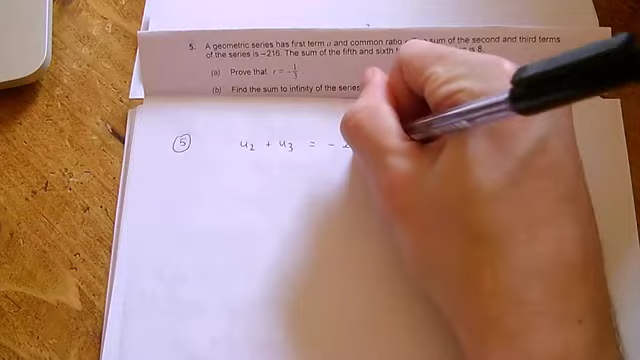 5. A geometric series has first term a and common ratio sum of the second and third terms
of the series is −216. The sum of the fifth and sixth is 8.
(a) Prove that r = −1/3
(b) Find the sum to infinity of the series
5 u₂ + u₃ = −